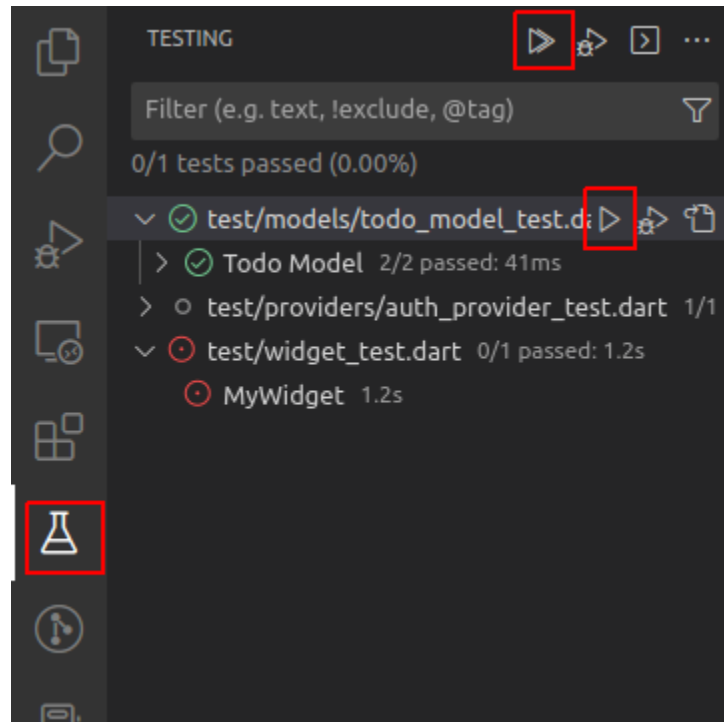 TESTING
Filter (e.g. text, !exclude, @tag)
0/1 tests passed (0.00%)
test/models/todo_model_test.da
Todo Model 2/2 passed: 41ms
test/providers/auth_provider_test.dart 1/1
test/widget_test.dart 0/1 passed: 1.2s
MyWidget 1.2s